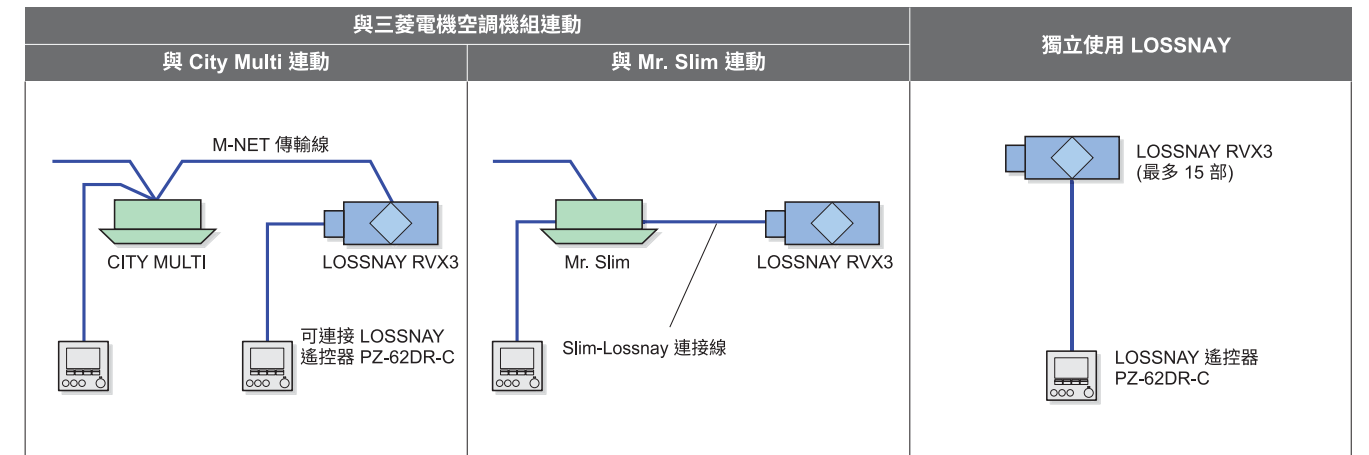 與三菱電機空調機組連動
獨立使用 LOSSNAY
與 City Multi 連動
與 Mr. Slim 連動
M-NET 傳輸線
CITY MULTI
LOSSNAY RVX3
可連接 LOSSNAY
遙控器 PZ-62DR-C
Mr. Slim
LOSSNAY RVX3
Slim-Lossnay 連接線
LOSSNAY RVX3
(最多 15 部)
LOSSNAY 遙控器
PZ-62DR-C